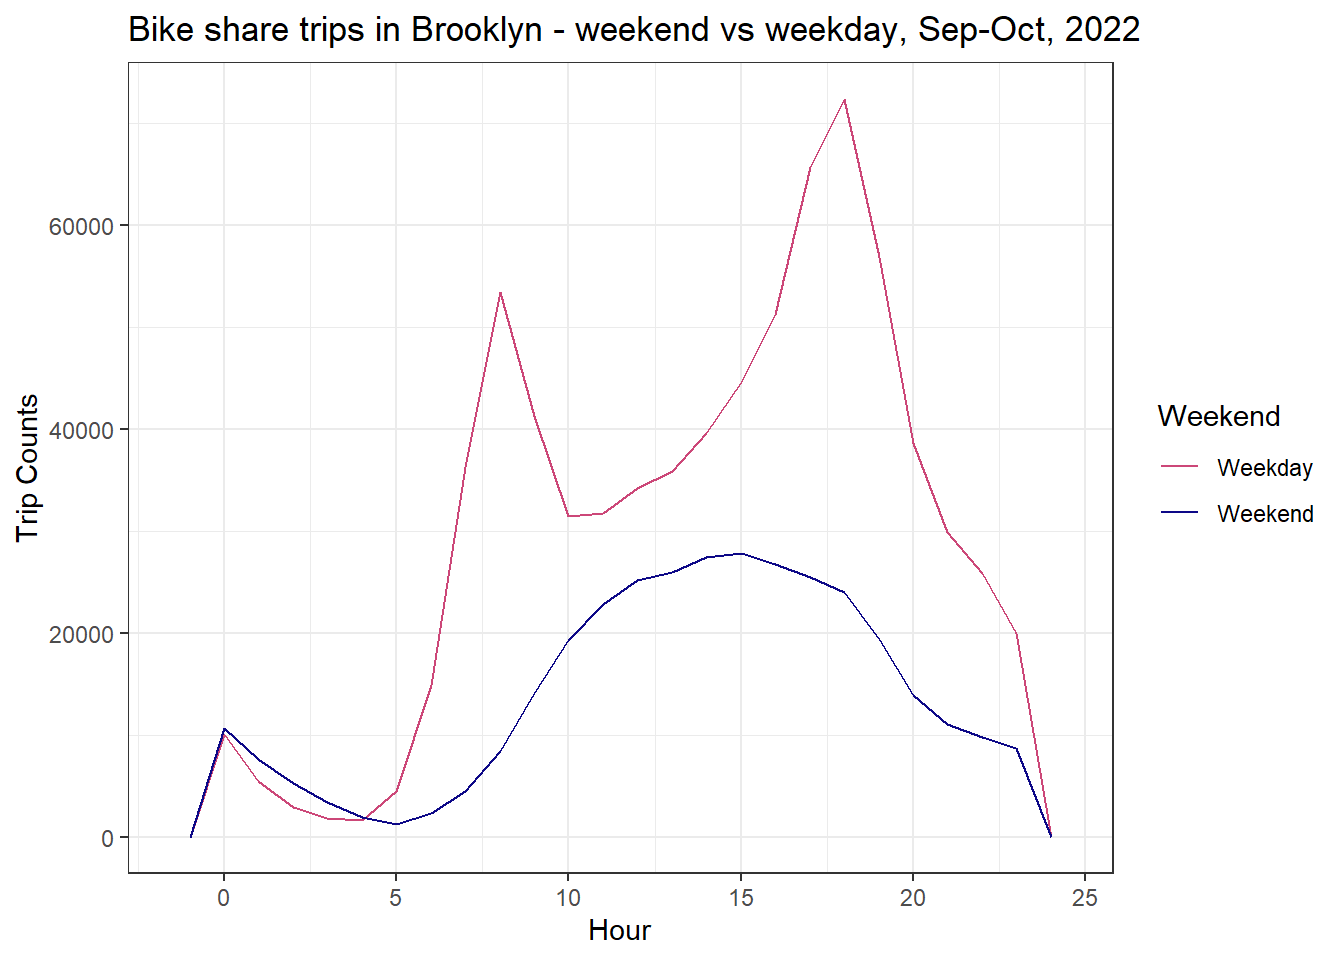 Bike share trips in Brooklyn - weekend vs weekday, Sep-Oct, 2022
Trip Counts
60000
40000
20000
0
0 5 10 15 20 25
Hour
Weekend
Weekday
Weekend